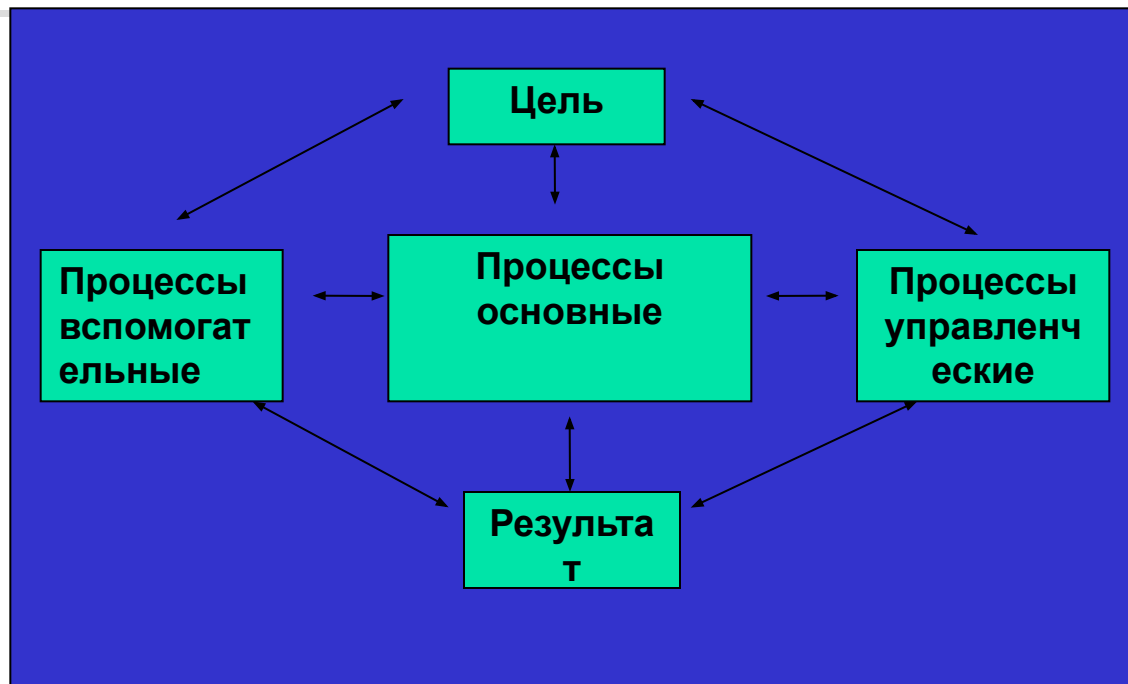 Цель
Процессы
вспомогат
ельные
Процессы
основные
Процессы
управленч
еские
Результа
т